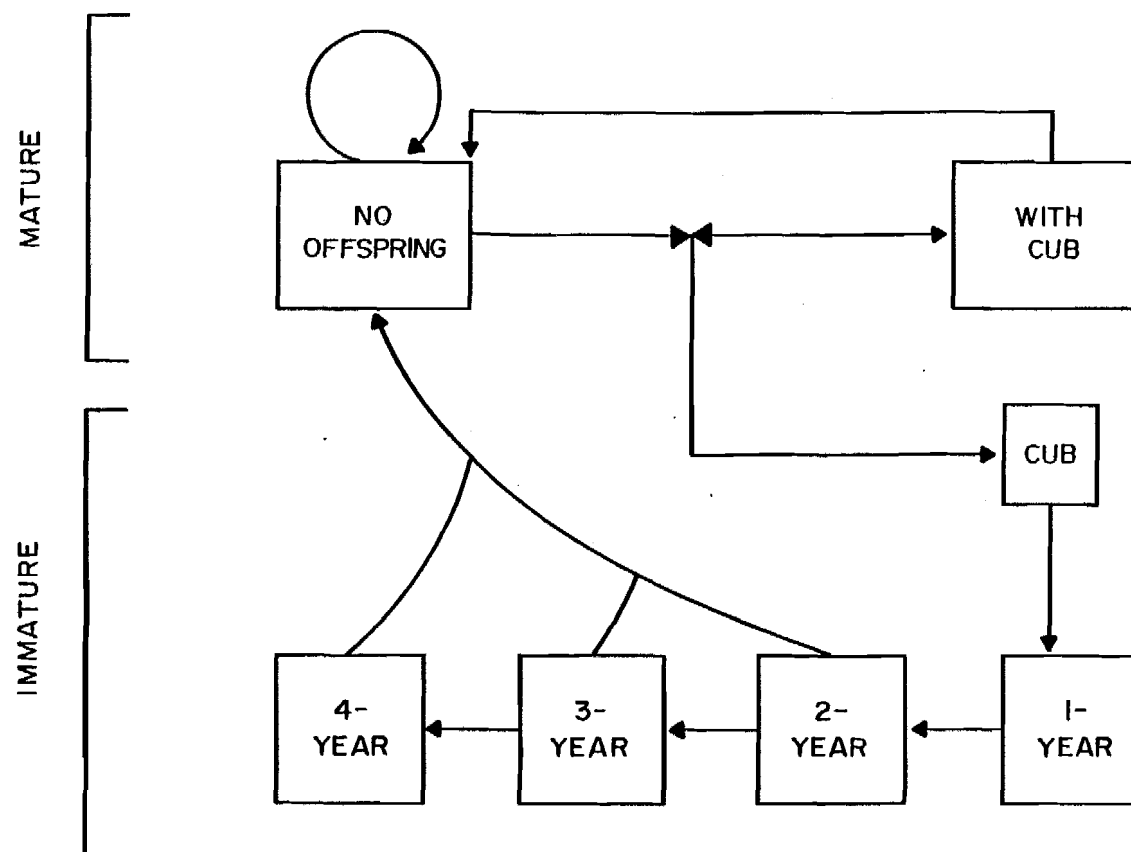 MATURE
NO
OFFSPRING
WITH
CUB
IMMATURE
CUB
4-
YEAR
3-
YEAR
2-
YEAR
1-
YEAR